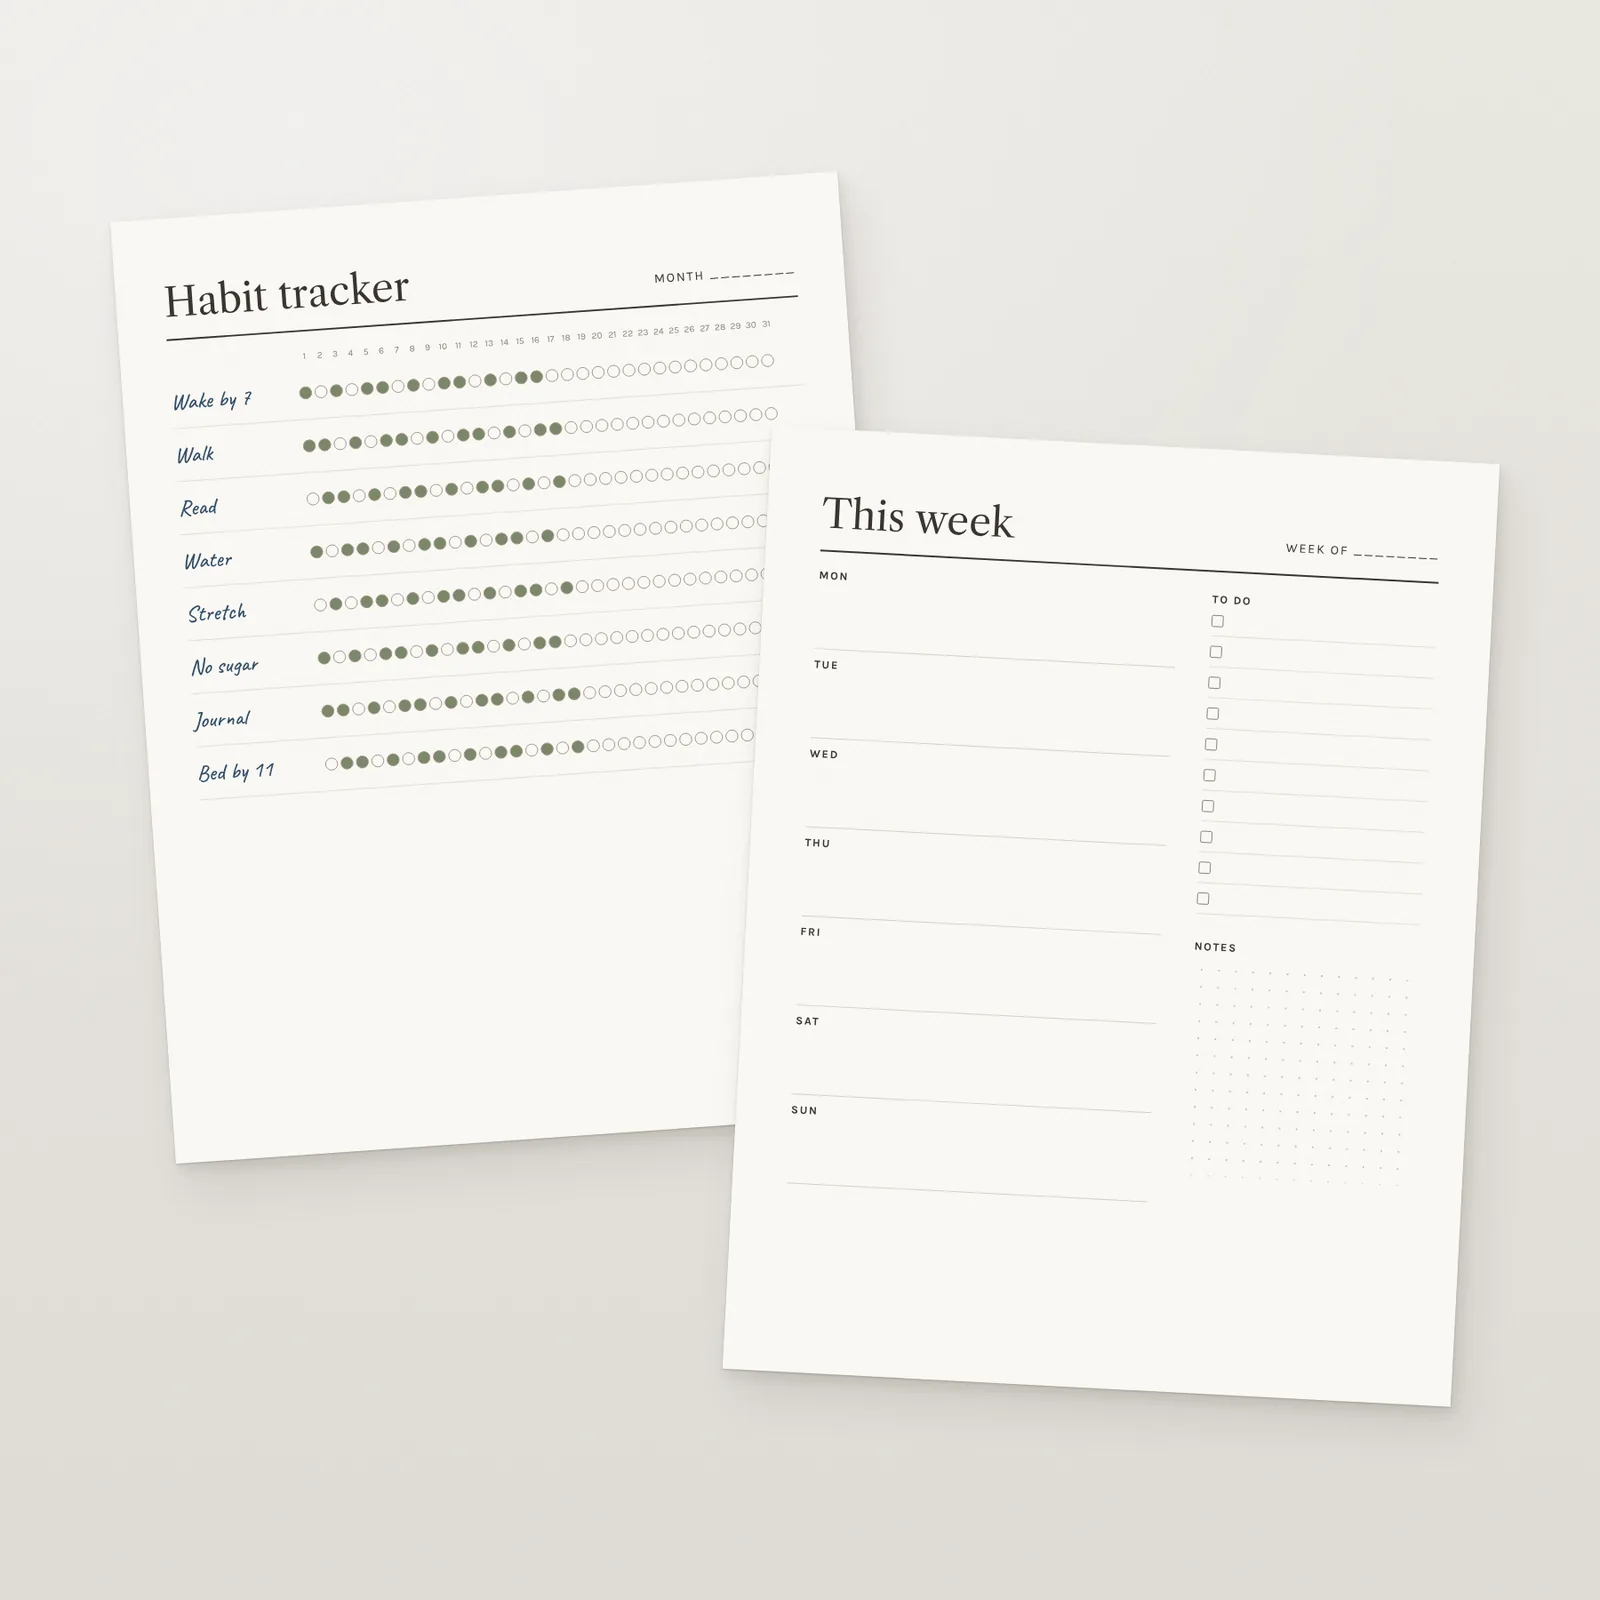 Habit tracker
MONTH ________
1 2 3 4 5 6 7 8 9 10 11 12 13 14 15 16 17 18 19 20 21 22 23 24 25 26 27 28 29 30 31
Wake by 7
Walk
Read
Water
Stretch
No sugar
Journal
Bed by 11
This week
WEEK OF ________
MON
TUE
WED
THU
FRI
SAT
SUN
TO DO
NOTES